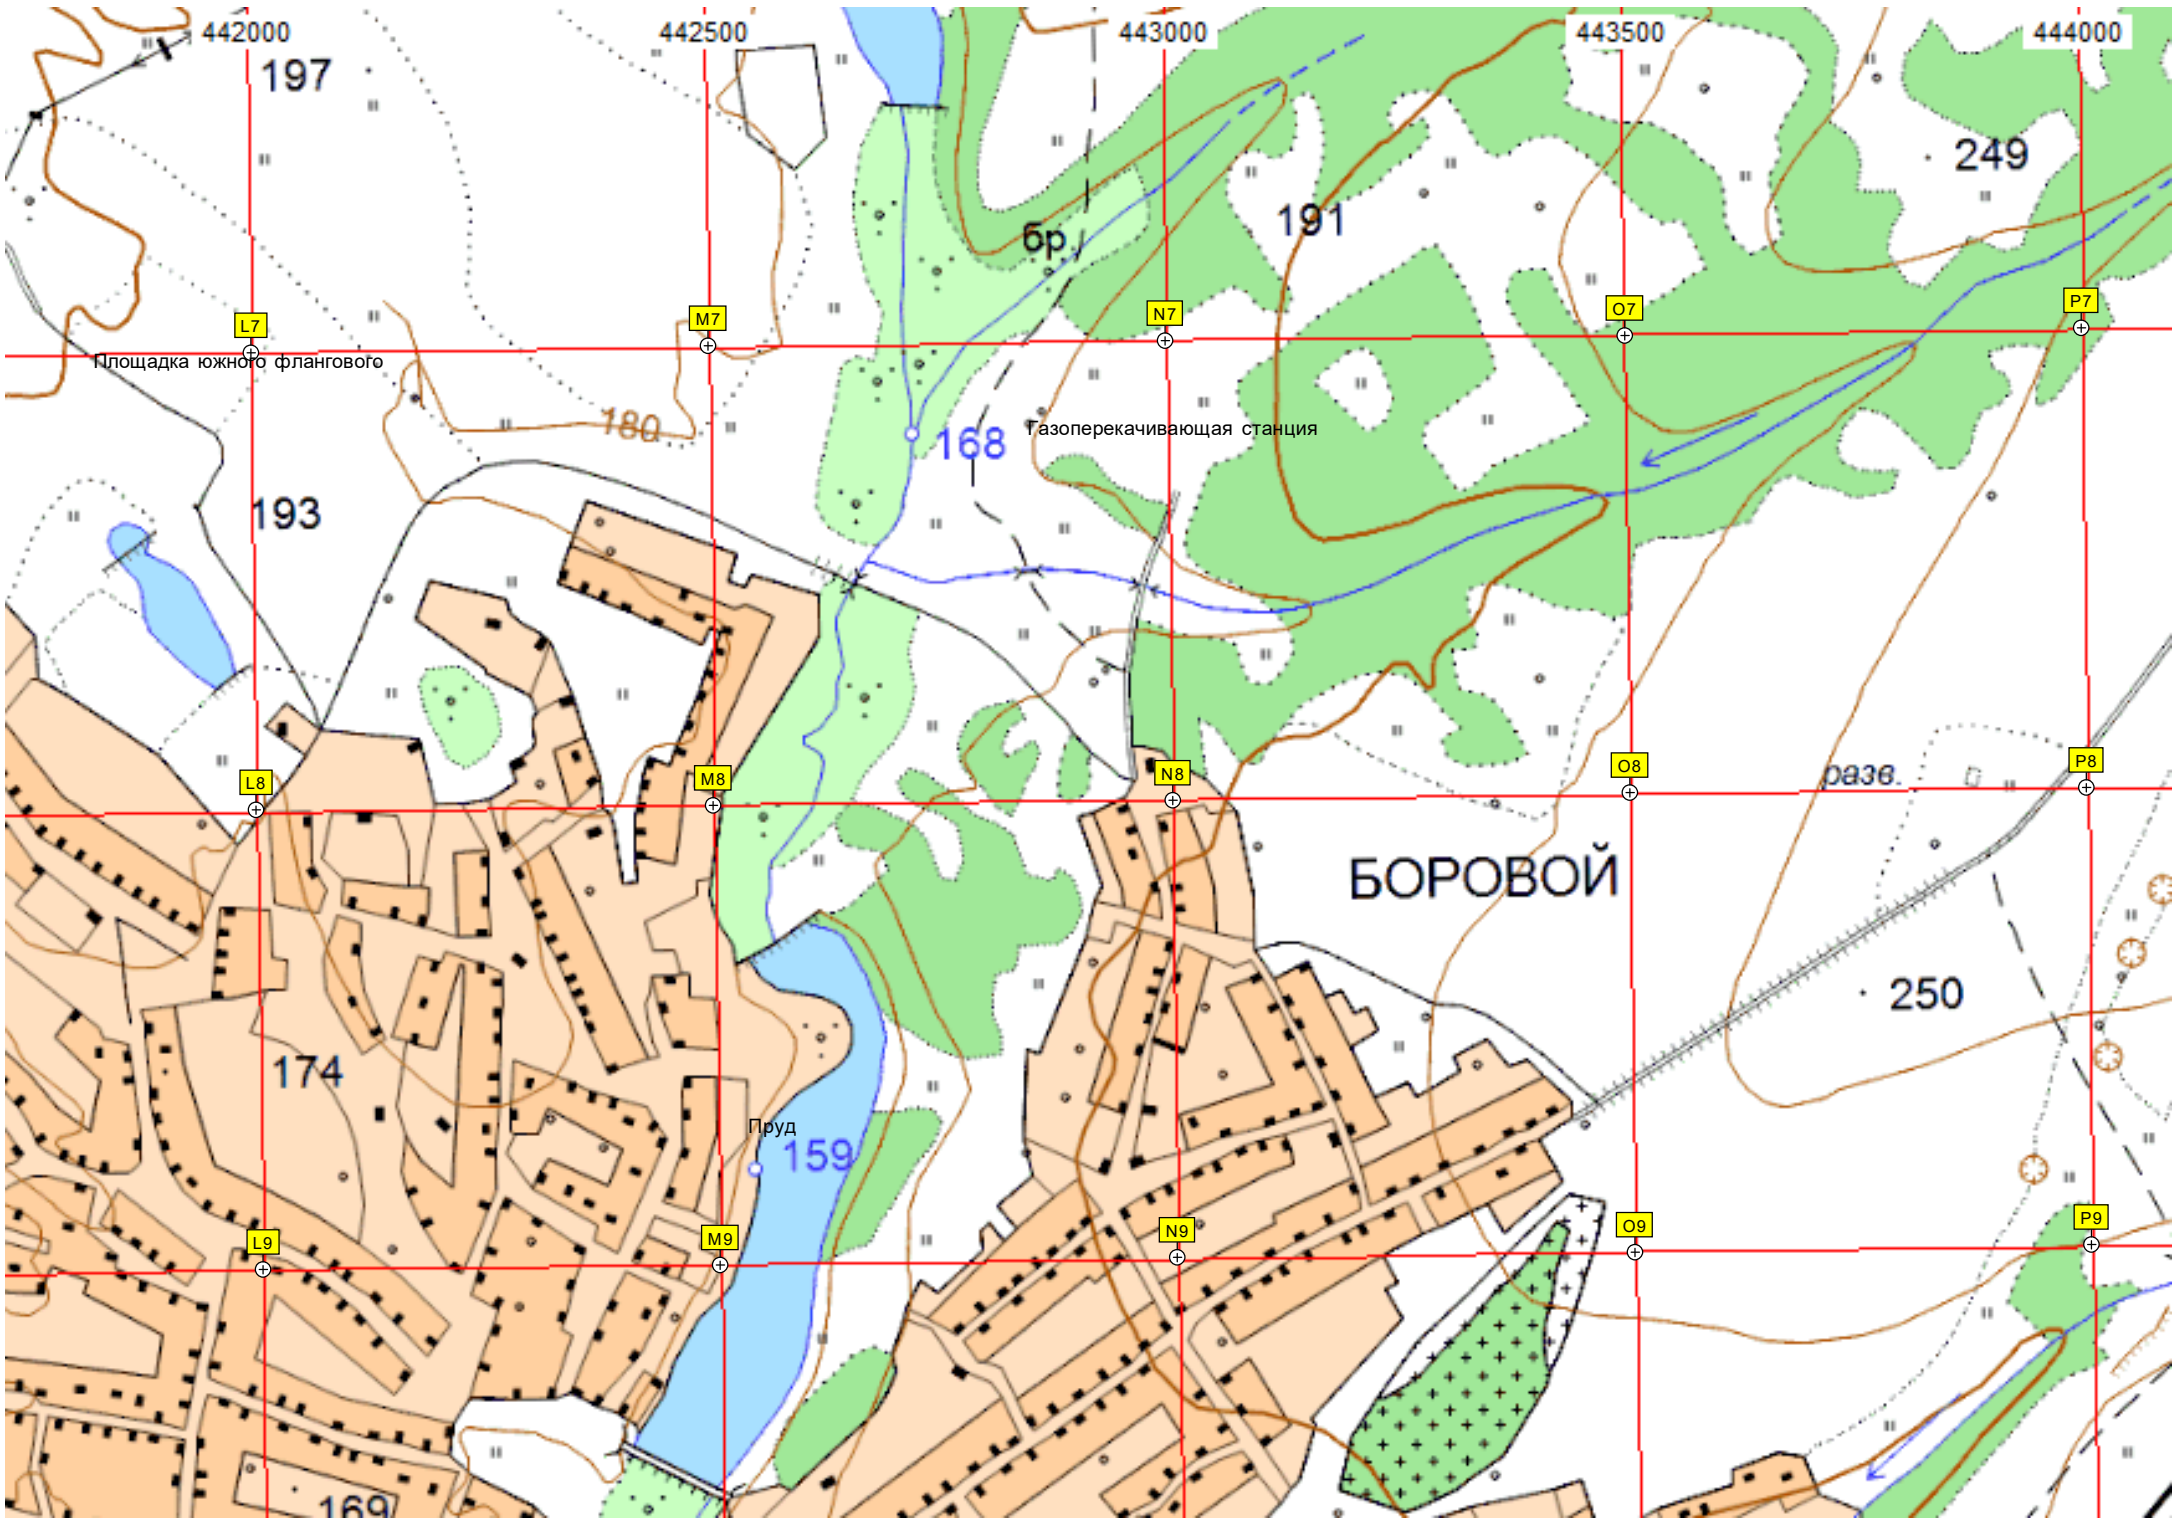 442000 442500 443000 443500 444000
197
249
191
бр.
L7 M7 N7 O7 P7
Площадка южного флангового
180
168 Газоперекачивающая станция
193
L8 M8 N8 O8 P8
разв.
БОРОВОЙ
250
174
Пруд
159
L9 M9 N9 O9 P9
169